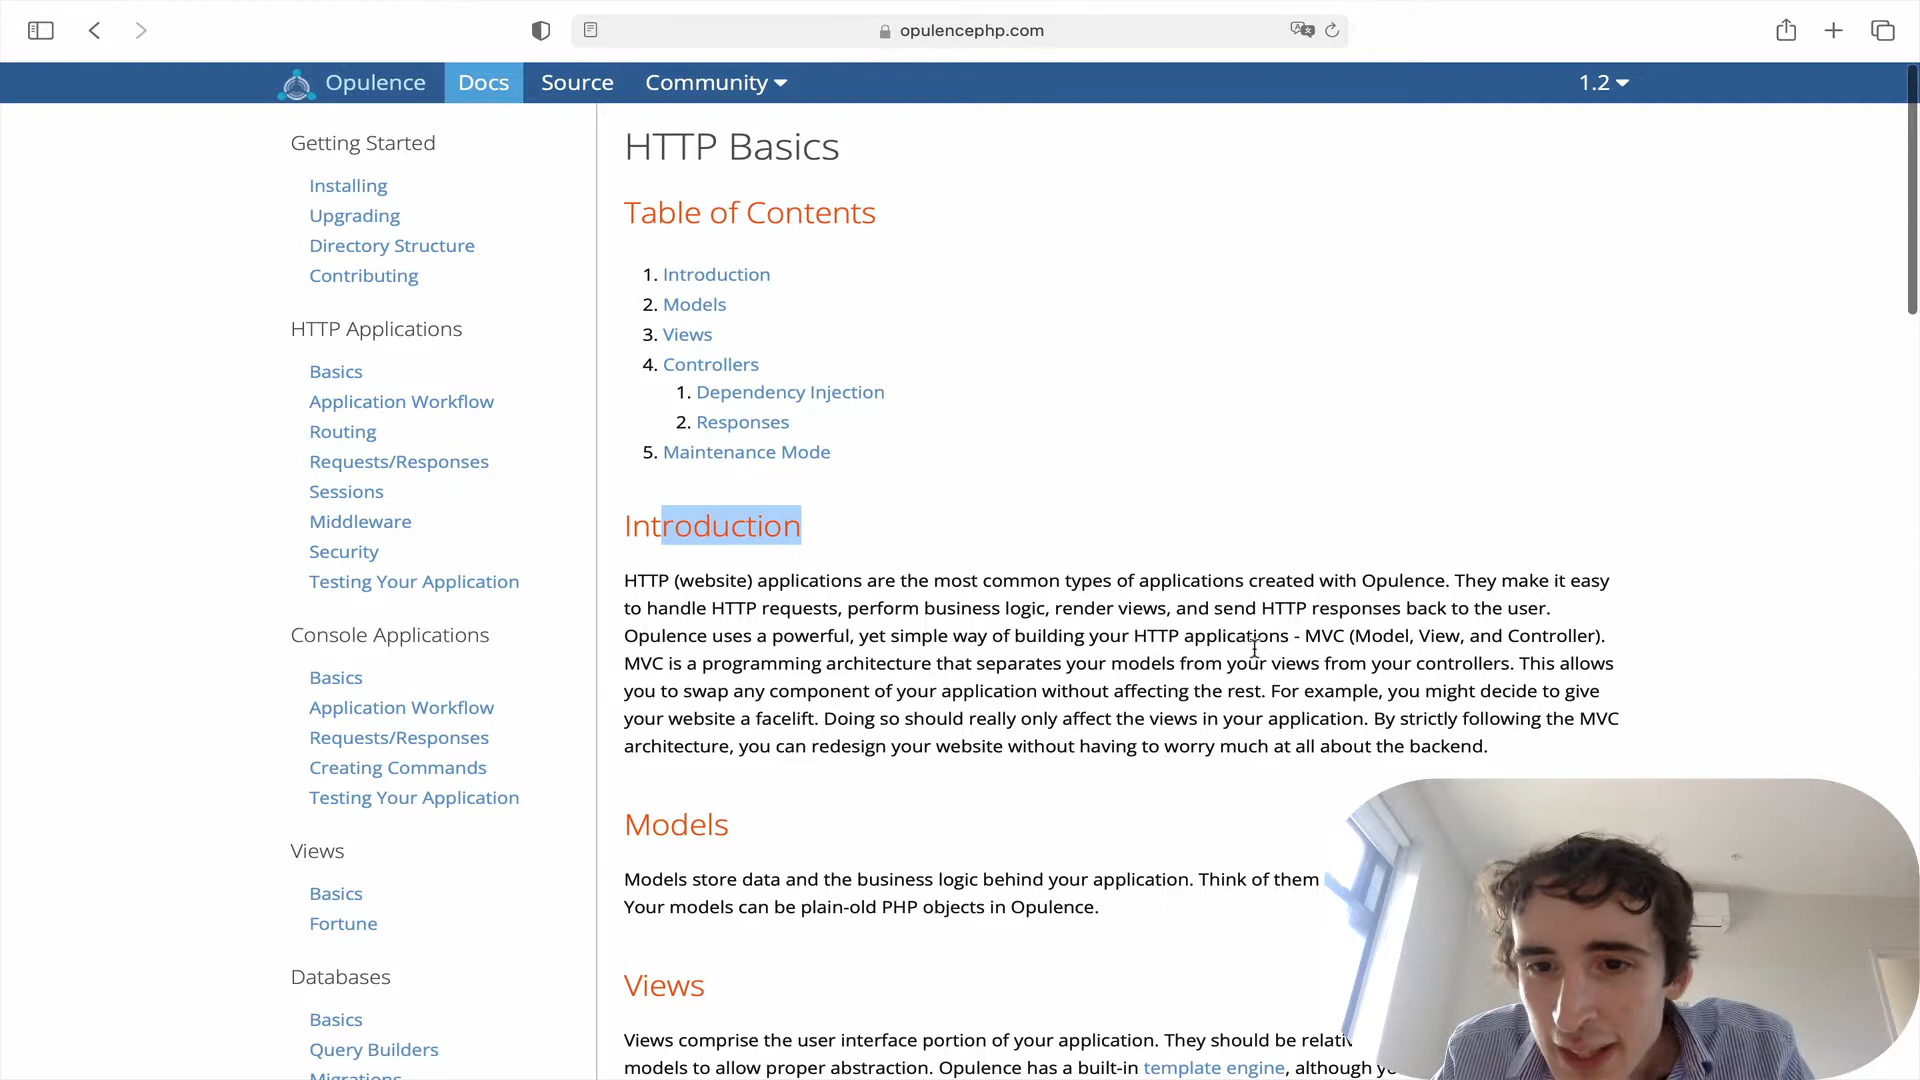 opulencephp.com
Opulence
Docs
Source
Community
1.2
Getting Started
Installing
Upgrading
Directory Structure
Contributing
HTTP Applications
Basics
Application Workflow
Routing
Requests/Responses
Sessions
Middleware
Security
Testing Your Application
Console Applications
Basics
Application Workflow
Requests/Responses
Creating Commands
Testing Your Application
Views
Basics
Fortune
Databases
Basics
Query Builders
Migrations
HTTP Basics
Table of Contents
1. Introduction
2. Models
3. Views
4. Controllers
1. Dependency Injection
2. Responses
5. Maintenance Mode
Introduction
HTTP (website) applications are the most common types of applications created with Opulence. They make it easy
to handle HTTP requests, perform business logic, render views, and send HTTP responses back to the user.
Opulence uses a powerful, yet simple way of building your HTTP applications - MVC (Model, View, and Controller).
MVC is a programming architecture that separates your models from your views from your controllers. This allows
you to swap any component of your application without affecting the rest. For example, you might decide to give
your website a facelift. Doing so should really only affect the views in your application. By strictly following the MVC
architecture, you can redesign your website without having to worry much at all about the backend.
Models
Models store data and the business logic behind your application. Think of them
Your models can be plain-old PHP objects in Opulence.
Views
Views comprise the user interface portion of your application. They should be
models to allow proper abstraction. Opulence has a built-in template engine, although